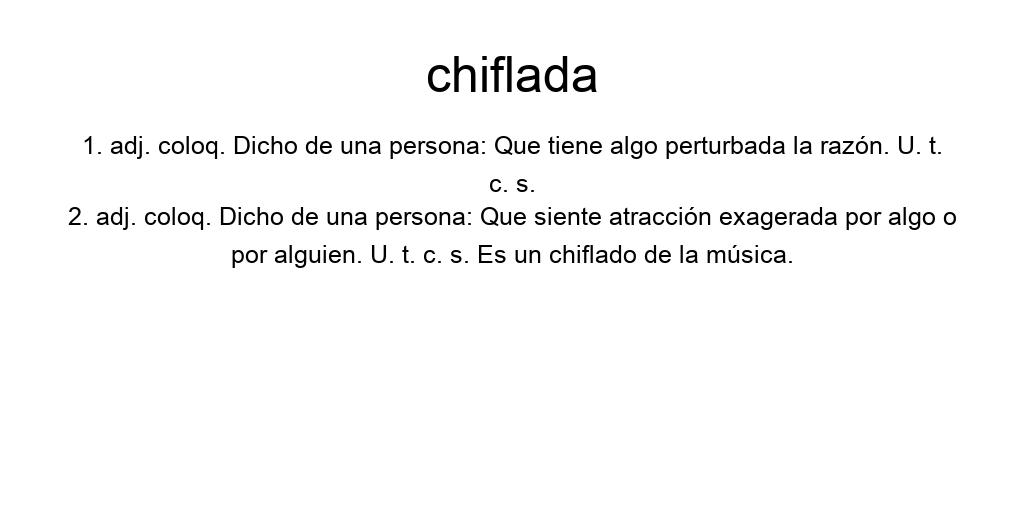 chiflada
1. adj. coloq. Dicho de una persona: Que tiene algo perturbada la razón. U. t.
c. s.
2. adj. coloq. Dicho de una persona: Que siente atracción exagerada por algo o
por alguien. U. t. c. s. Es un chiflado de la música.